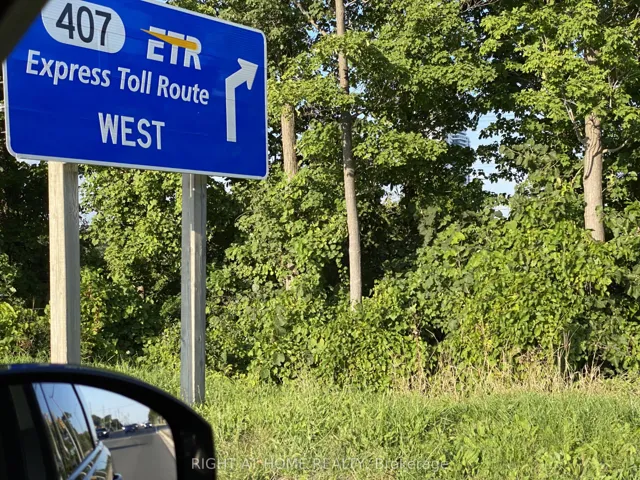 407 ETR
Express Toll Route
WEST
RIGHT AT HOME REALTY, Brokerage